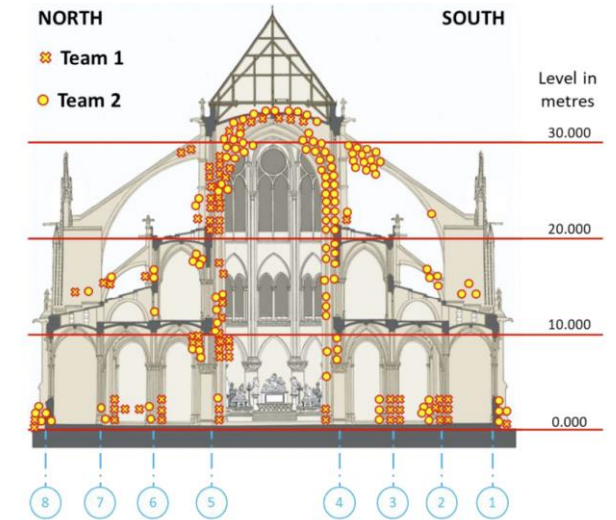 NORTH
SOUTH
Team 1
Team 2
Level in
metres
30.000
20.000
10.000
0.000
8 7 6 5 4 3 2 1